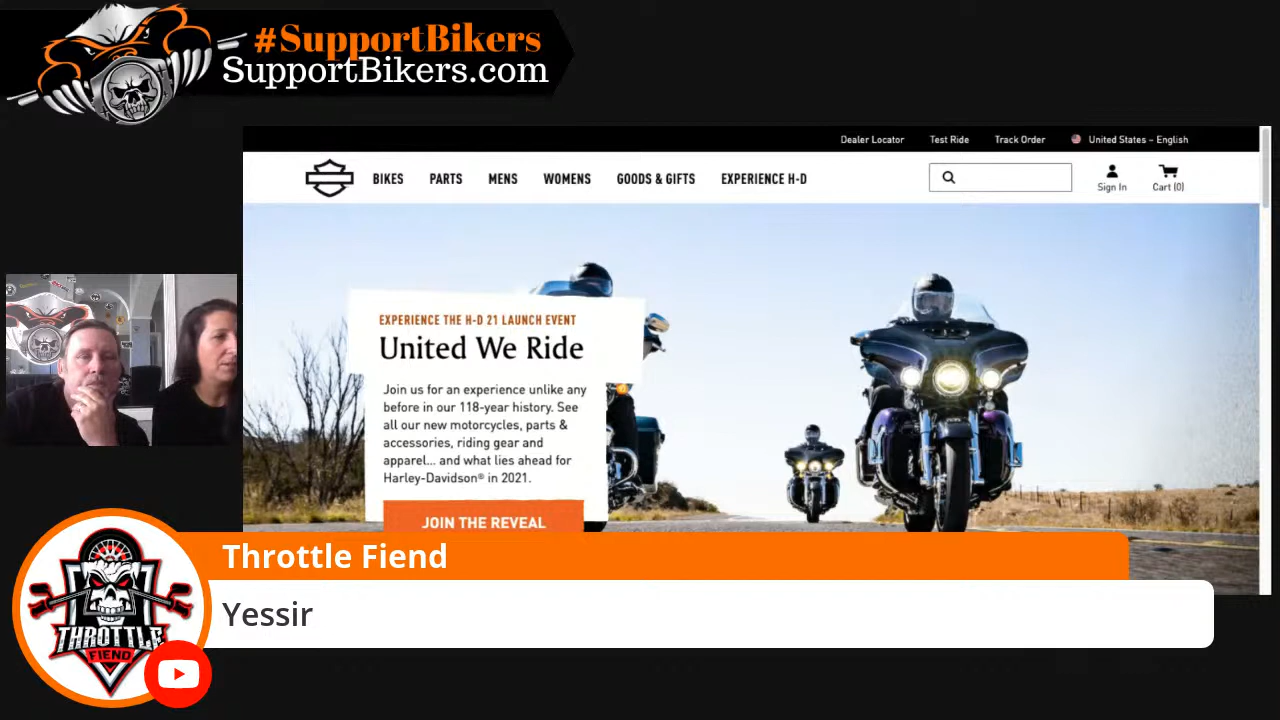 #SupportBikers
SupportBikers.com
Dealer Locator Test Ride Track Order United States – English
BIKES PARTS MENS WOMENS GOODS & GIFTS EXPERIENCE H-D
Sign In Cart (0)
EXPERIENCE THE H-D 21 LAUNCH EVENT
United We Ride
Join us for an experience unlike any
before in our 118-year history. See
all our new motorcycles, parts &
accessories, riding gear and
apparel... and what lies ahead for
Harley-Davidson® in 2021.
JOIN THE REVEAL
Throttle Fiend
Yessir
THROTTLE
FIEND